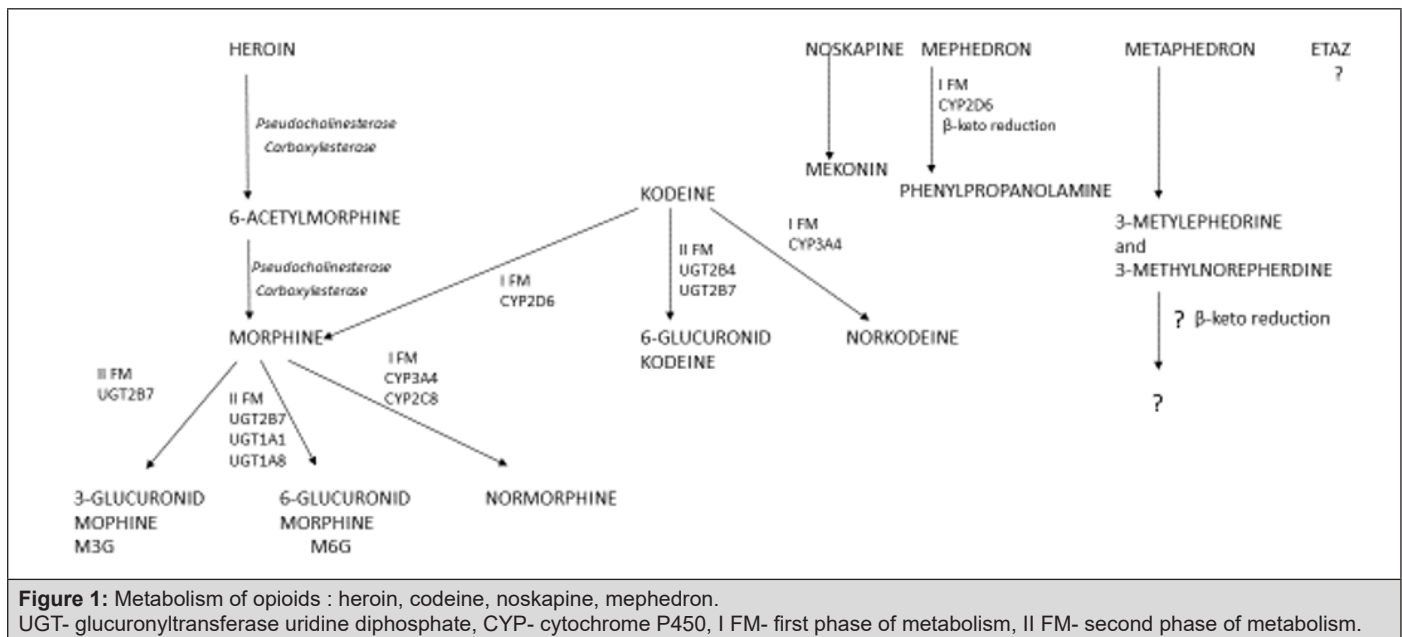 HEROIN
Pseudocholinesterase
Carboxylesterase
6-ACETYLMORPHINE
Pseudocholinesterase
Carboxylesterase
MORPHINE
II FM
UGT2B7
II FM
UGT2B7
UGT1A1
UGT1A8
I FM
CYP3A4
CYP2C8
3-GLUCURONID
MOPHINE
M3G
6-GLUCURONID
MORPHINE
M6G
NORMORPHINE
KODEINE
I FM
CYP2D6
II FM
UGT2B4
UGT2B7
I FM
CYP3A4
6-GLUCURONID
KODEINE
NORKODEINE
NOSKAPINE
MEKONIN
MEPHEDRON
I FM
CYP2D6
β-keto reduction
PHENYLPROPANOLAMINE
METAPHEDRON
3-METYLEPHEDRINE
and
3-METHYLNOREPHERDINE
? β-keto reduction
?
ETAZ
?
Figure 1: Metabolism of opioids : heroin, codeine, noskapine, mephedron.
UGT- glucuronyltransferase uridine diphosphate, CYP- cytochrome P450, I FM- first phase of metabolism, II FM- second phase of metabolism.